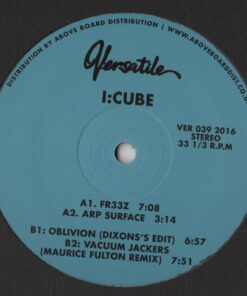 DISTRIBUTION BY ABOVE BOARD DISTRIBUTION | WWW.ABOVEBOARDDIST.CO.UK
Versatile
I:CUBE
VER 039 2016
STEREO
33 1/3 R.P.M
A1. FR33Z 7:08
A2. ARP SURFACE 3:14
B1: OBLIVION (DIXONS'S EDIT) 6:57
B2: VACUUM JACKERS
(MAURICE FULTON REMIX) 7:51